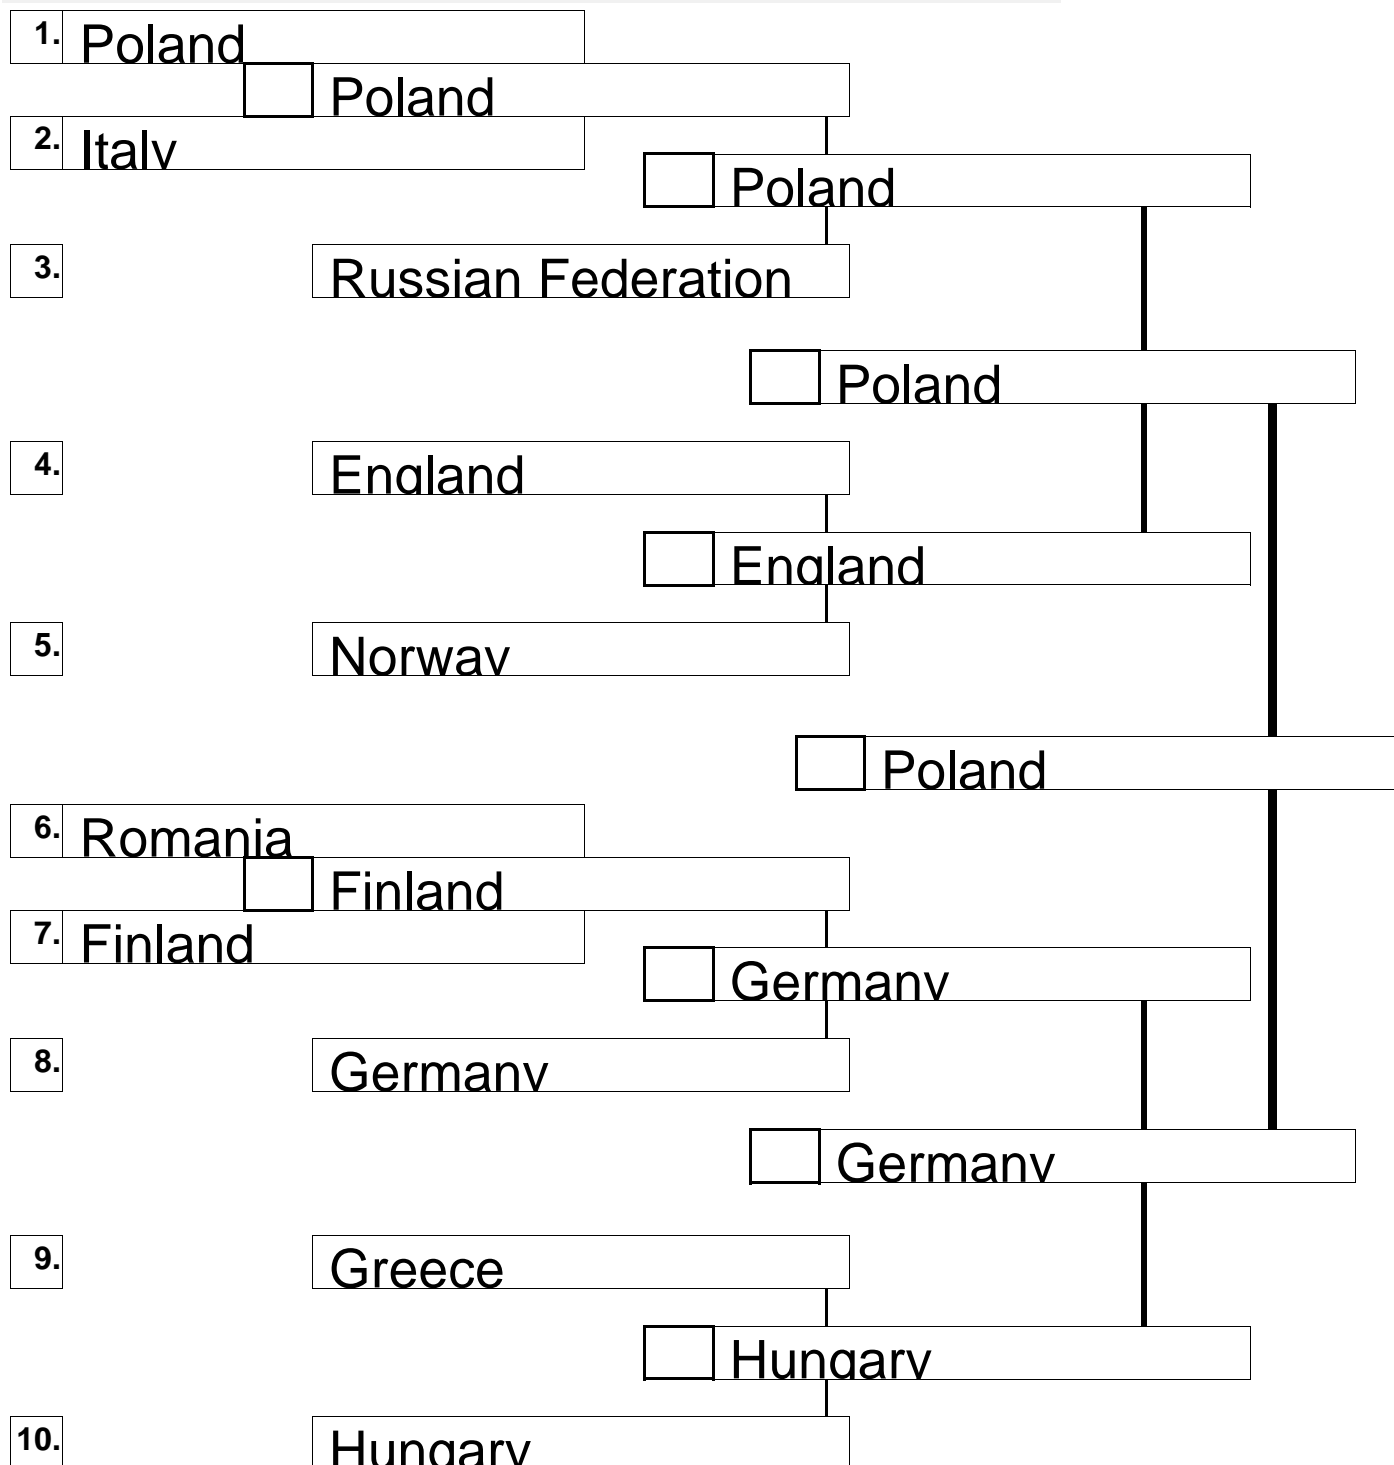 1. Poland
Poland
2. Italy
Poland
3. Russian Federation
Poland
4. England
England
5. Norway
Poland
6. Romania
Finland
7. Finland
Germany
8. Germany
Germany
9. Greece
Hungary
10. Hungary